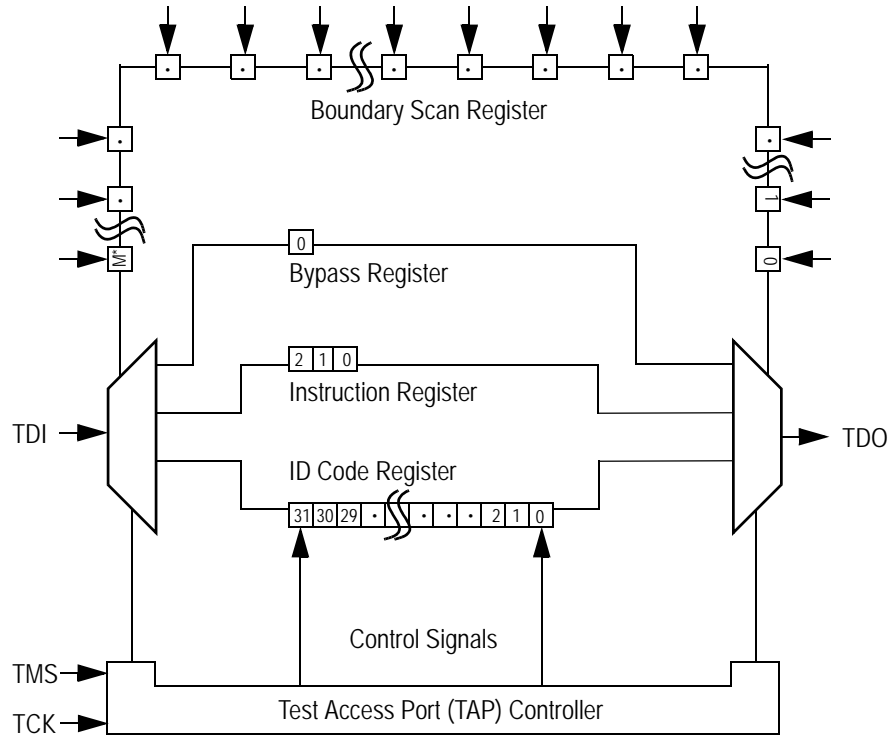 Boundary Scan Register
1
M*
0
0
Bypass Register
2 1 0
Instruction Register
TDI
TDO
ID Code Register
31 30 29 · · · · 2 1 0
Control Signals
TMS
Test Access Port (TAP) Controller
TCK